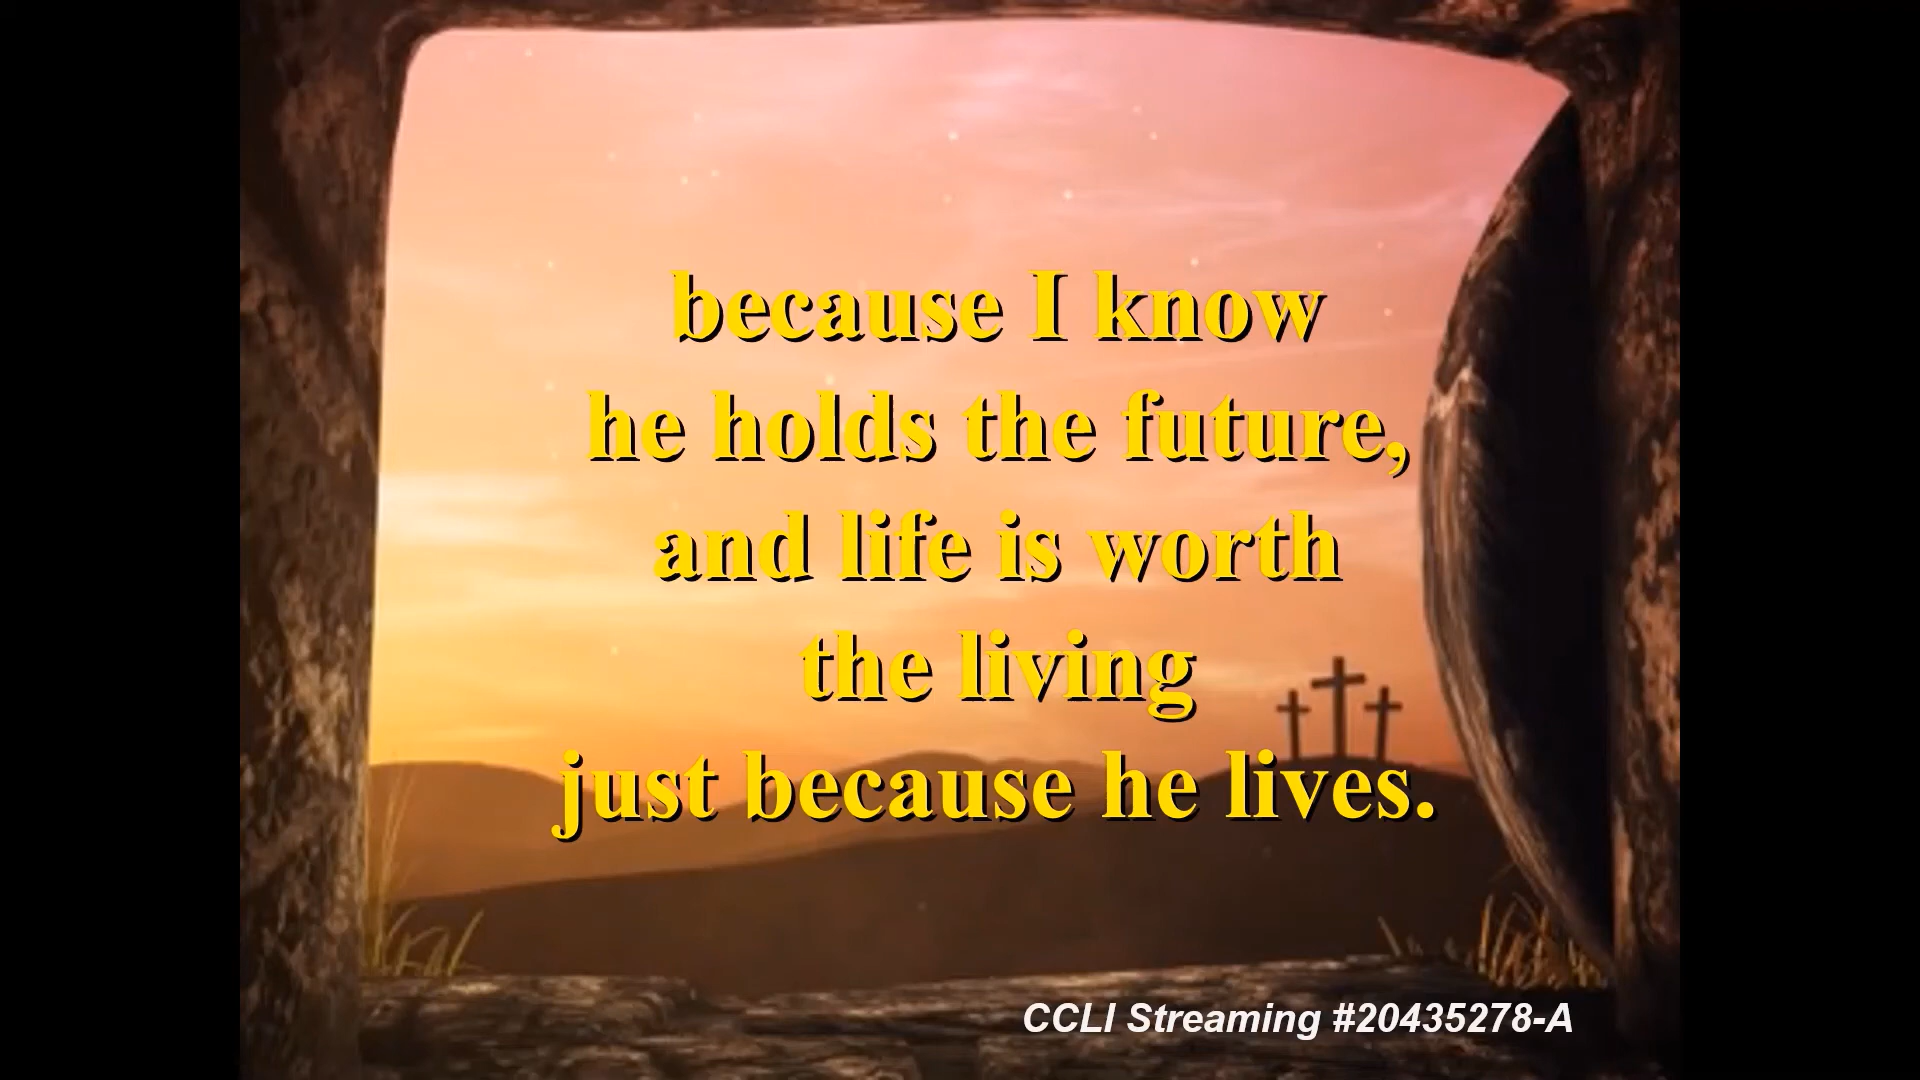 because I know
he holds the future,
and life is worth
the living
just because he lives.
CCLI Streaming #20435278-A